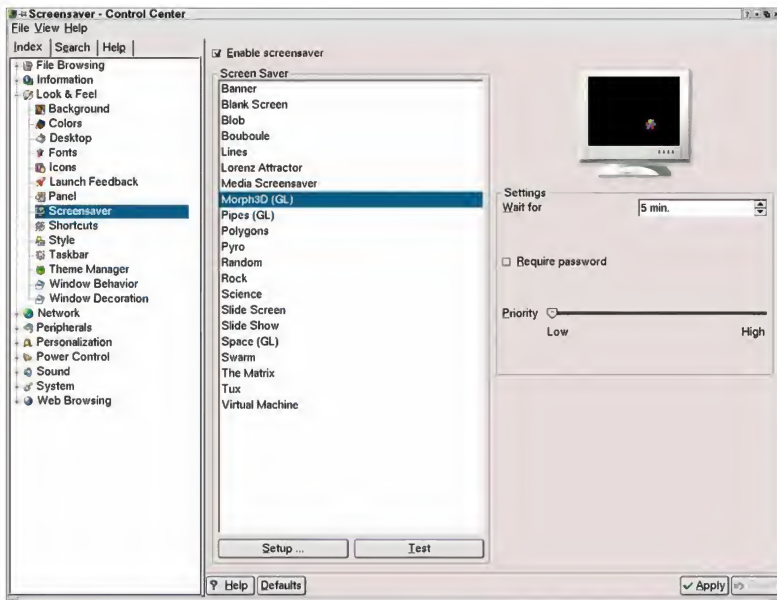 Screensaver - Control Center
File View Help
Index Search Help
File Browsing
Information
Look & Feel
Background
Colors
Desktop
Fonts
Icons
Launch Feedback
Panel
Screensaver
Shortcuts
Style
Taskbar
Theme Manager
Window Behavior
Window Decoration
Network
Peripherals
Personalization
Power Control
Sound
System
Web Browsing
Enable screensaver
Screen Saver
Banner
Blank Screen
Blob
Bouboule
Lines
Lorenz Attractor
Media Screensaver
Morph3D (GL)
Pipes (GL)
Polygons
Pyro
Random
Rock
Science
Slide Screen
Slide Show
Space (GL)
Swarm
The Matrix
Tux
Virtual Machine
Setup ...
Test
Settings
Wait for
5 min.
Require password
Priority
Low
High
? Help
Defaults
Apply